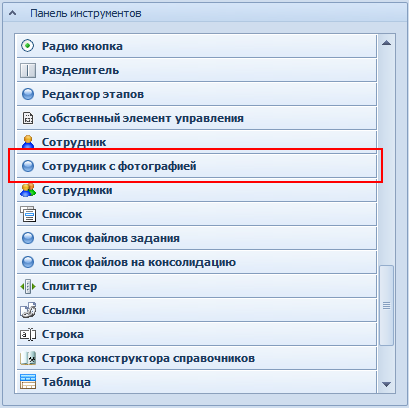 Панель инструментов
Радио кнопка
Разделитель
Редактор этапов
Собственный элемент управления
Сотрудник
Сотрудник с фотографией
Сотрудники
Список
Список файлов задания
Список файлов на консолидацию
Сплиттер
Ссылки
Строка
Строка конструктора справочников
Таблица